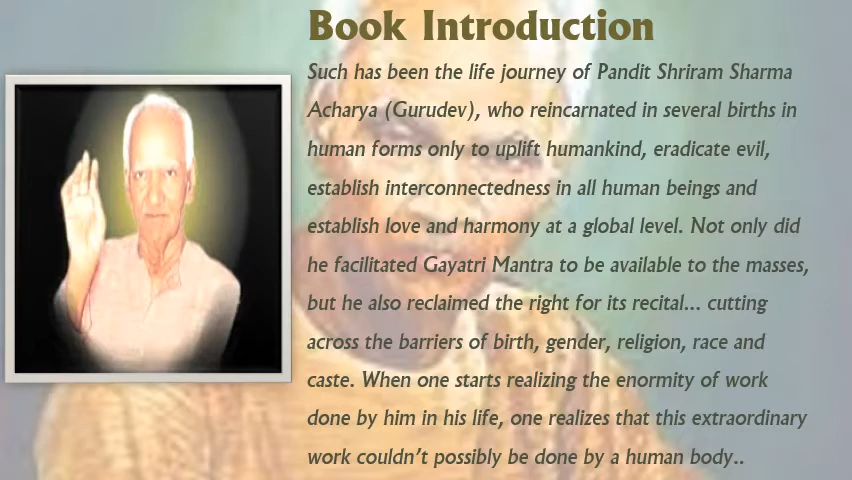 Book Introduction
Such has been the life journey of Pandit Shriram Sharma
Acharya (Gurudev), who reincarnated in several births in
human forms only to uplift humankind, eradicate evil,
establish interconnectedness in all human beings and
establish love and harmony at a global level. Not only did
he facilitated Gayatri Mantra to be available to the masses,
but he also reclaimed the right for its recital... cutting
across the barriers of birth, gender, religion, race and
caste. When one starts realizing the enormity of work
done by him in his life, one realizes that this extraordinary
work couldn't possibly be done by a human body..